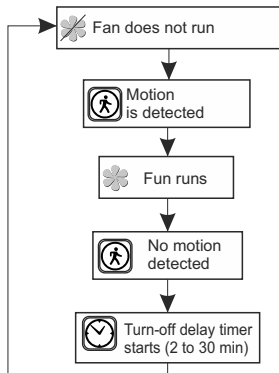 Fan does not run
Motion
is detected
Fun runs
No motion
detected
Turn-off delay timer
starts (2 to 30 min)